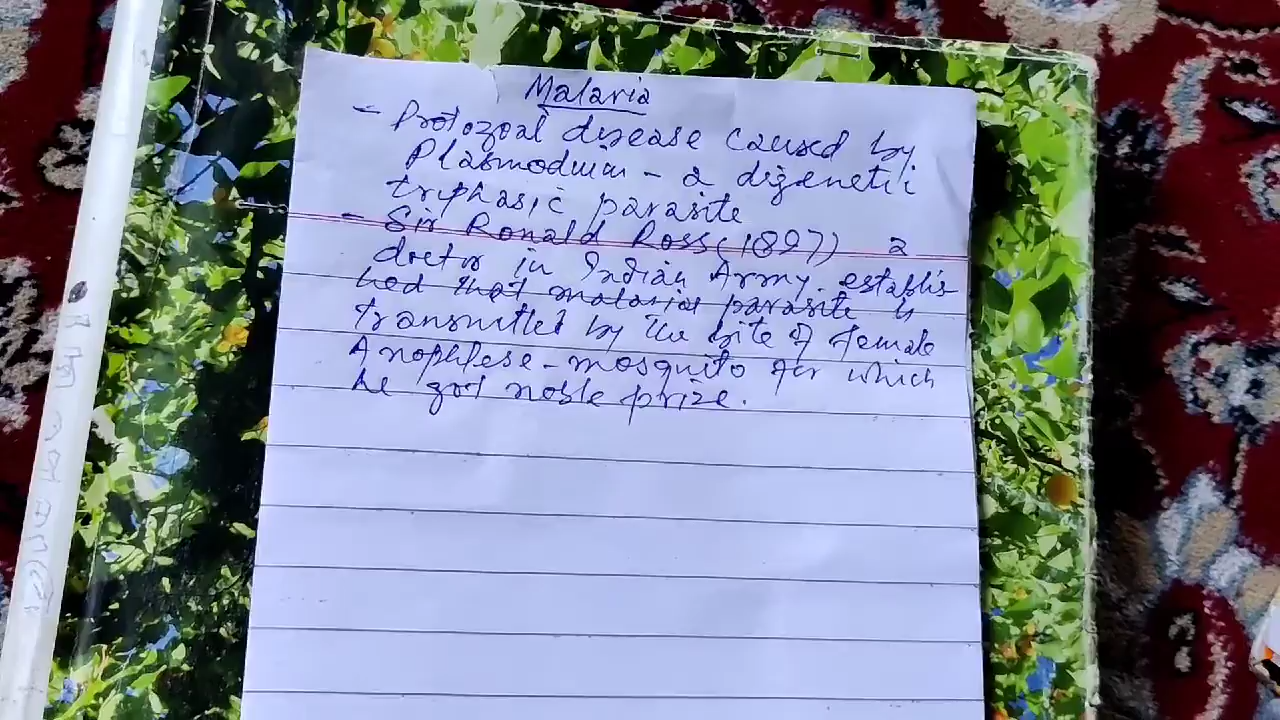 Malaria
- Protozoal disease caused by
Plasmodium - a digenetic
triphasic parasite
- Sir Ronald Ross (1897) a
doctor in Indian Army. establis
hed that malarial parasite is
transmitted by the bite of female
Anophlese - mosquito for which
he got noble prize.